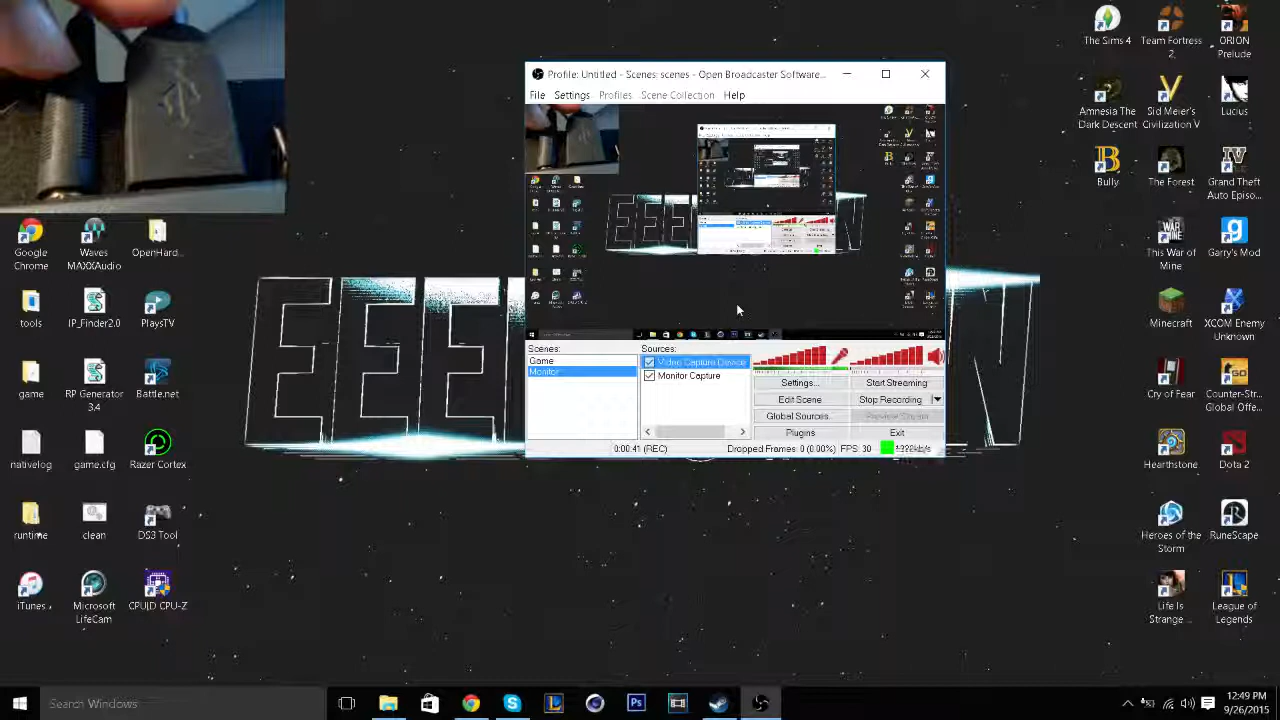 The Sims 4
Team Fortress
2
ORION
Prelude
Profile: Untitled - Scenes: scenes - Open Broadcaster Software...
File Settings Profiles Scene Collection Help
Amnesia The
Dark Descent
Sid Meier's
Civilization V
Lucius
Bully
The Forest
Grand Theft
Auto Episo...
Google
Chrome
Waves
MAXXAudio
OpenHard...
This War of
Mine
Garry's Mod
tools
IP_Finder2.0
PlaysTV
Minecraft
XCOM Enemy
Unknown
Scenes:
Sources:
Game
Monitor
Video Capture Device
Monitor Capture
Settings...
Start Streaming
Edit Scene
Stop Recording
Global Sources...
Preview Stream
Plugins
Exit
0:00:41 (REC)
Dropped Frames: 0 (0.00%) FPS: 30
game
RP Generator
3.4
Battle.net
Cry of Fear
Counter-Str...
Global Offe...
nativelog
game.cfg
Razer Cortex
Hearthstone
Dota 2
runtime
clean
DS3 Tool
Heroes of the
Storm
RuneScape
iTunes
Microsoft
LifeCam
CPUID CPU-Z
Life Is
Strange ...
League of
Legends
Search Windows
12:49 PM
9/26/2015